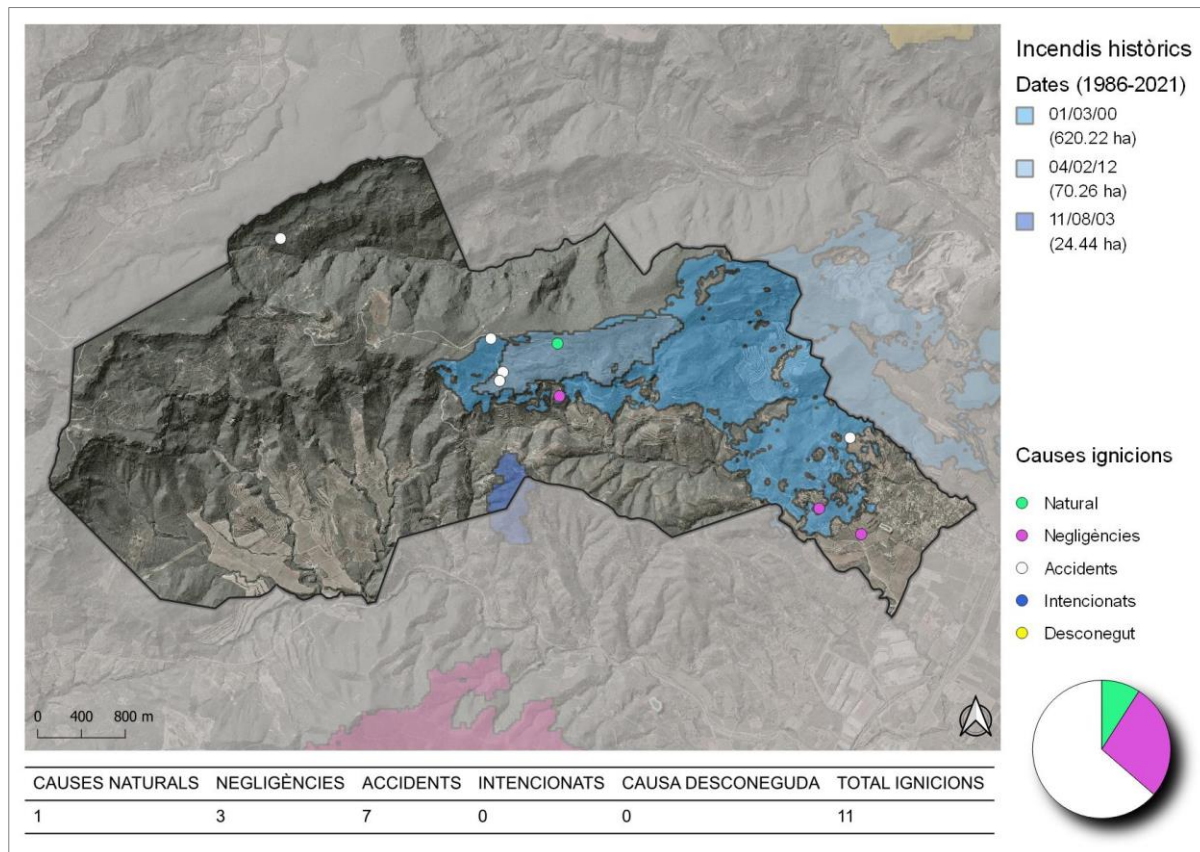 Incendis històrics
Dates (1986-2021)
01/03/00
(620.22 ha)
04/02/12
(70.26 ha)
11/08/03
(24.44 ha)
Causes ignicions
Natural
Negligències
Accidents
Intencionats
Desconegut
0 400 800 m
CAUSES NATURALS NEGLIGÈNCIES ACCIDENTS INTENCIONATS CAUSA DESCONEGUDA TOTAL IGNICIONS
1 3 7 0 0 11